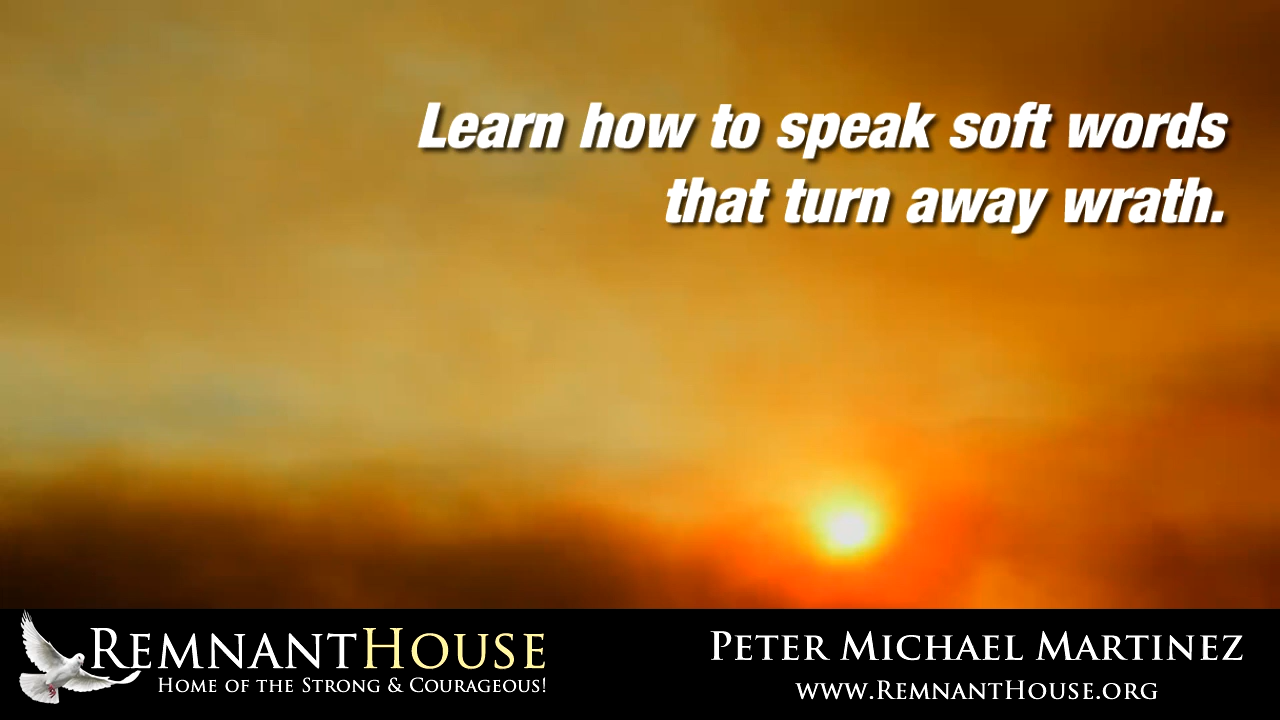 Learn how to speak soft words
that turn away wrath.
RemnantHouse
Home of the Strong & Courageous!
Peter Michael Martinez
www.RemnantHouse.org